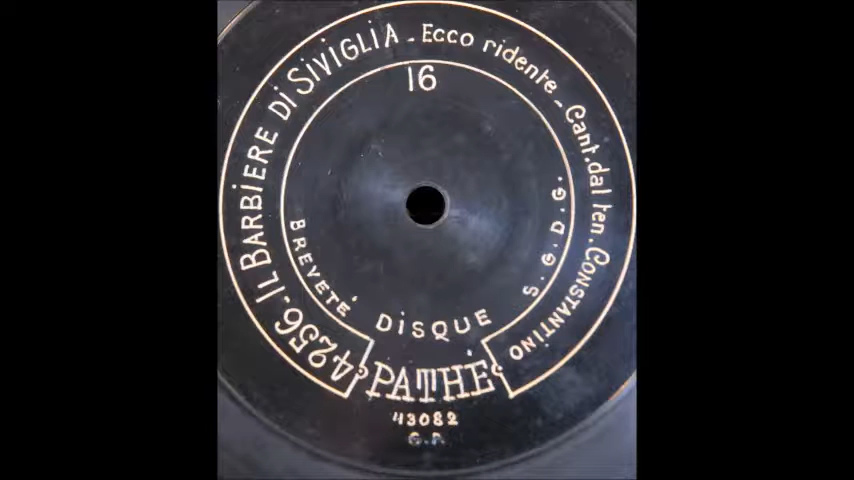 4256. IL BARBIERE Di SiViGLiA - Ecco ridente - Cant. dal ten. CONSTANTINO
16
BREVETÉ S.G.D.G.
DiSQUE
PATHÉ
43082